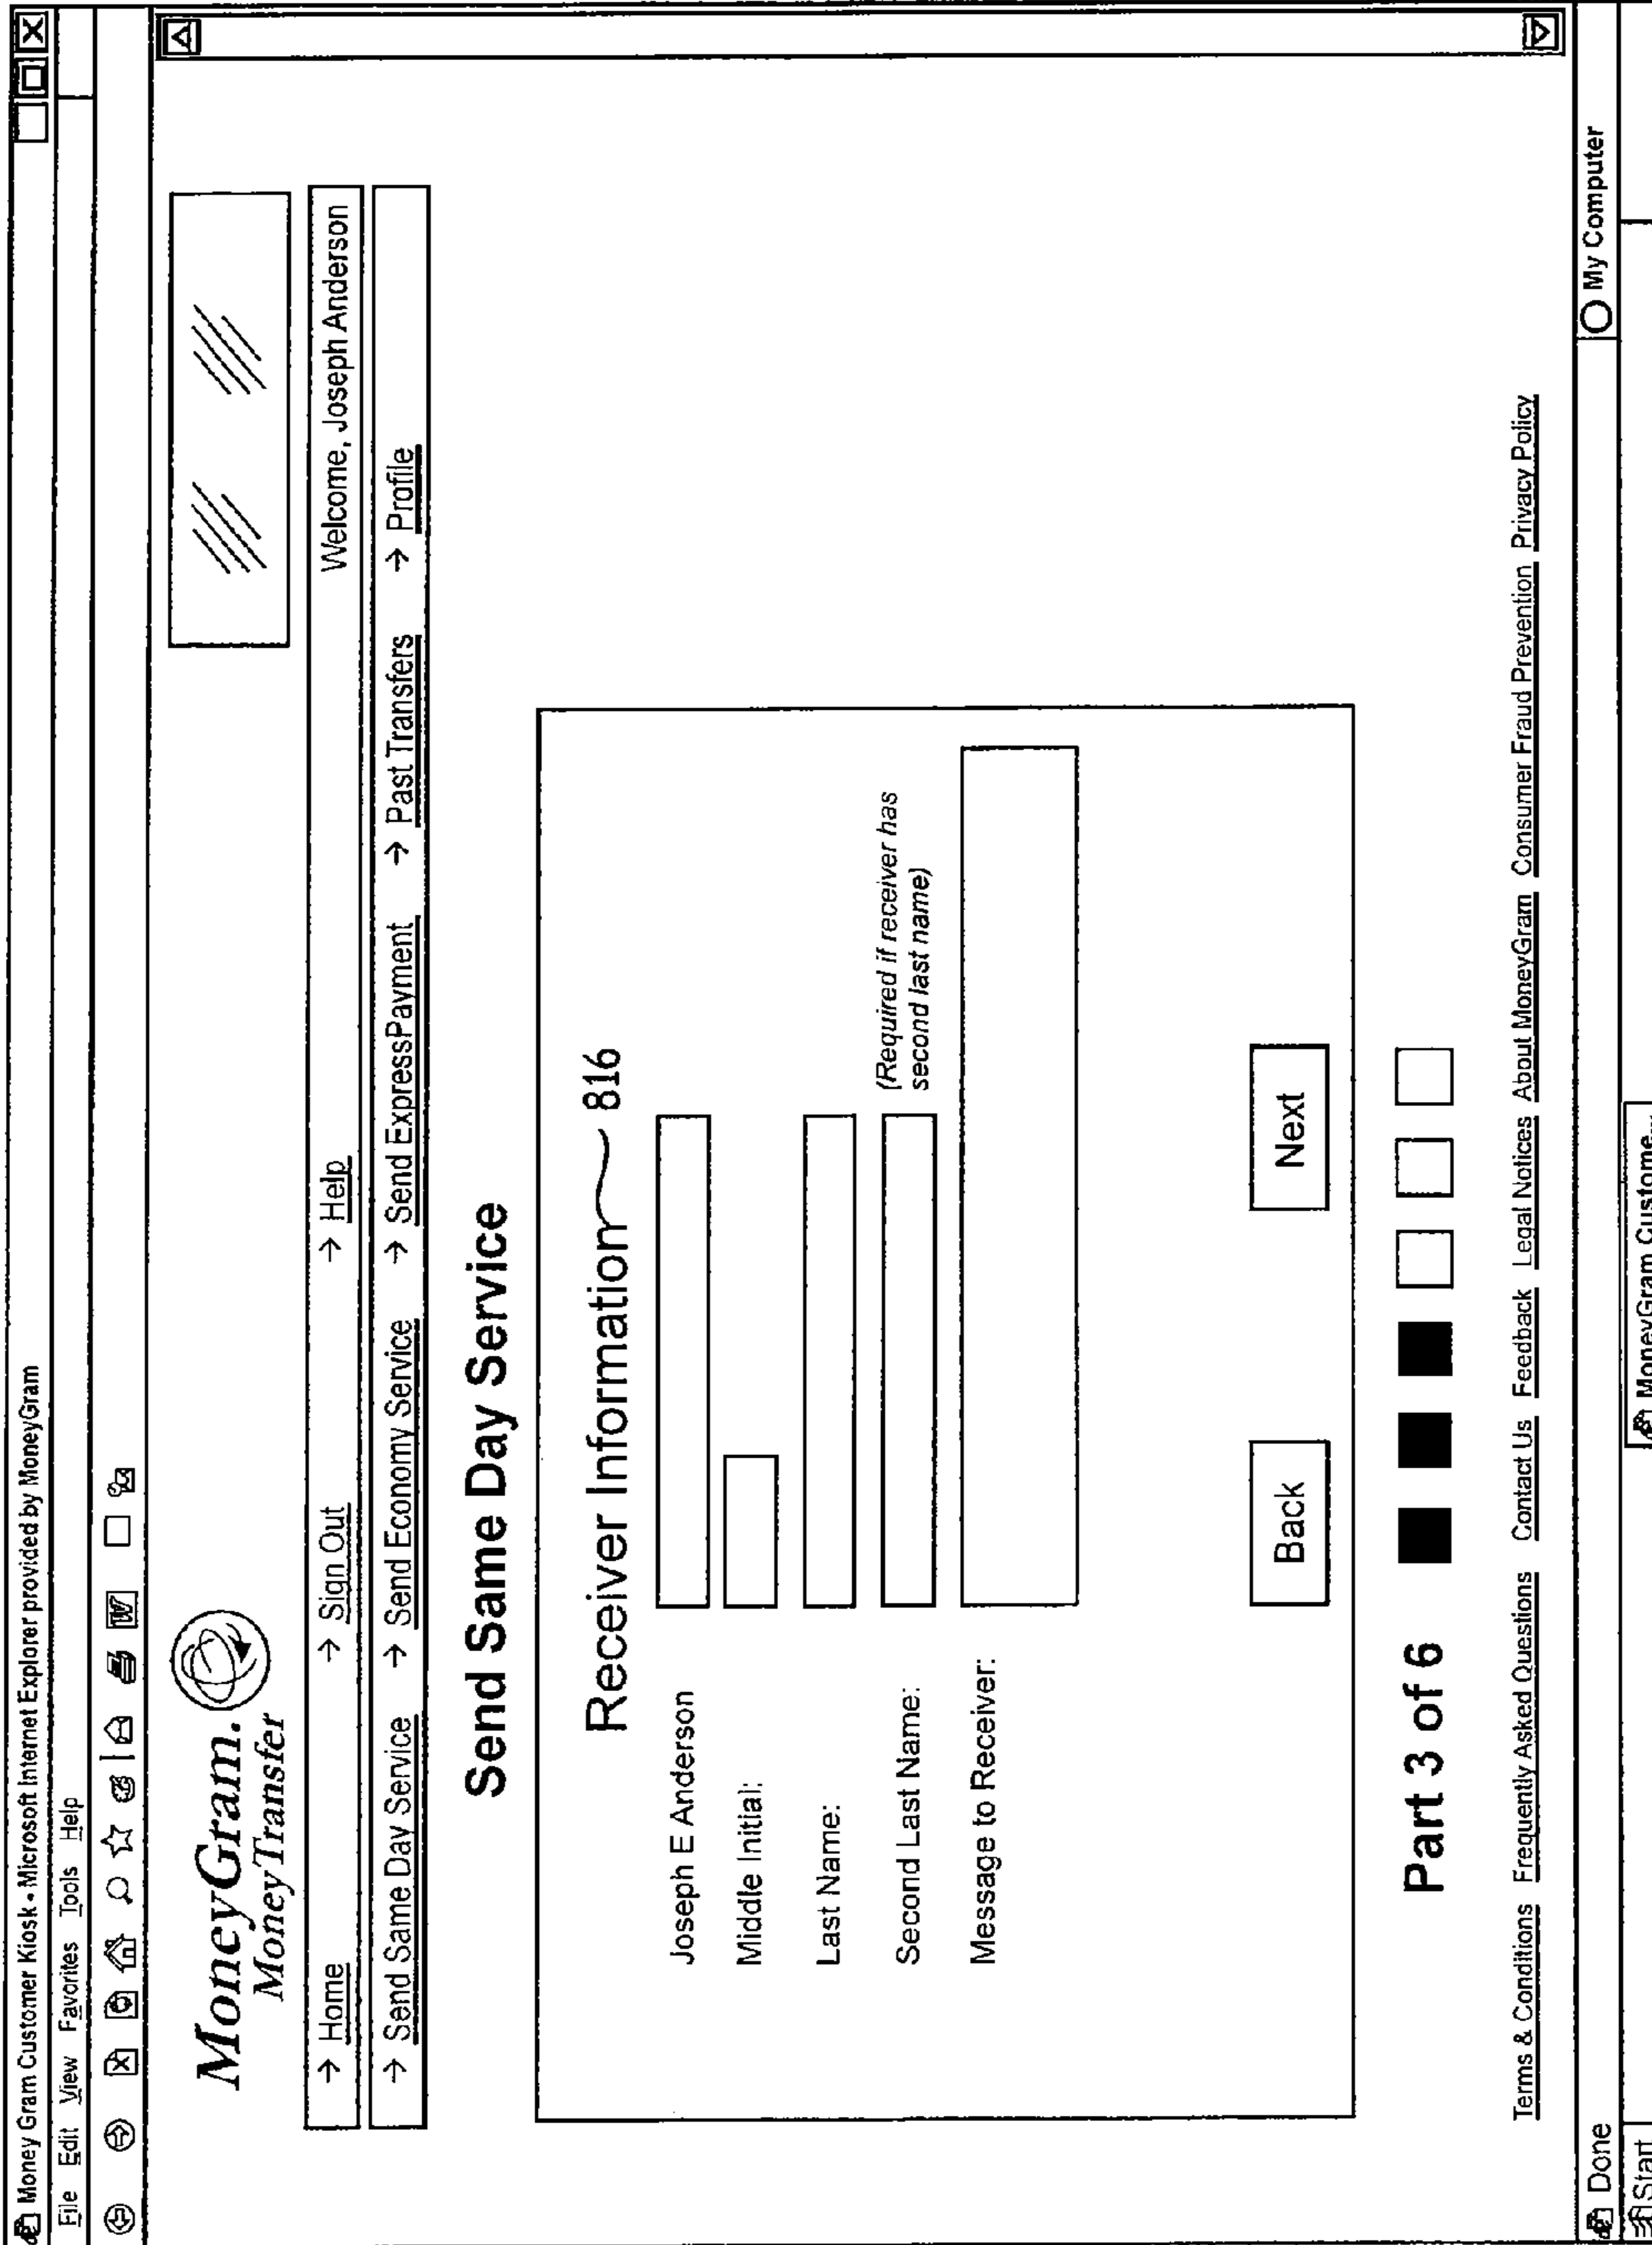 Money Gram Customer Kiosk - Microsoft Internet Explorer provided by MoneyGram
File Edit View Favorites Tools Help
W
MoneyGram.
MoneyTransfer
→ Home → Sign Out → Help Welcome, Joseph Anderson
→ Send Same Day Service → Send Economy Service → Send ExpressPayment → Past Transfers → Profile
Send Same Day Service
Receiver Information 816
Joseph E Anderson
Middle Initial:
Last Name:
Second Last Name: (Required if receiver has
second last name)
Message to Receiver:
Back Next
Part 3 of 6
Terms & Conditions Frequently Asked Questions Contact Us Feedback Legal Notices About MoneyGram Consumer Fraud Prevention Privacy Policy
Done My Computer
Start MoneyGram Custome...